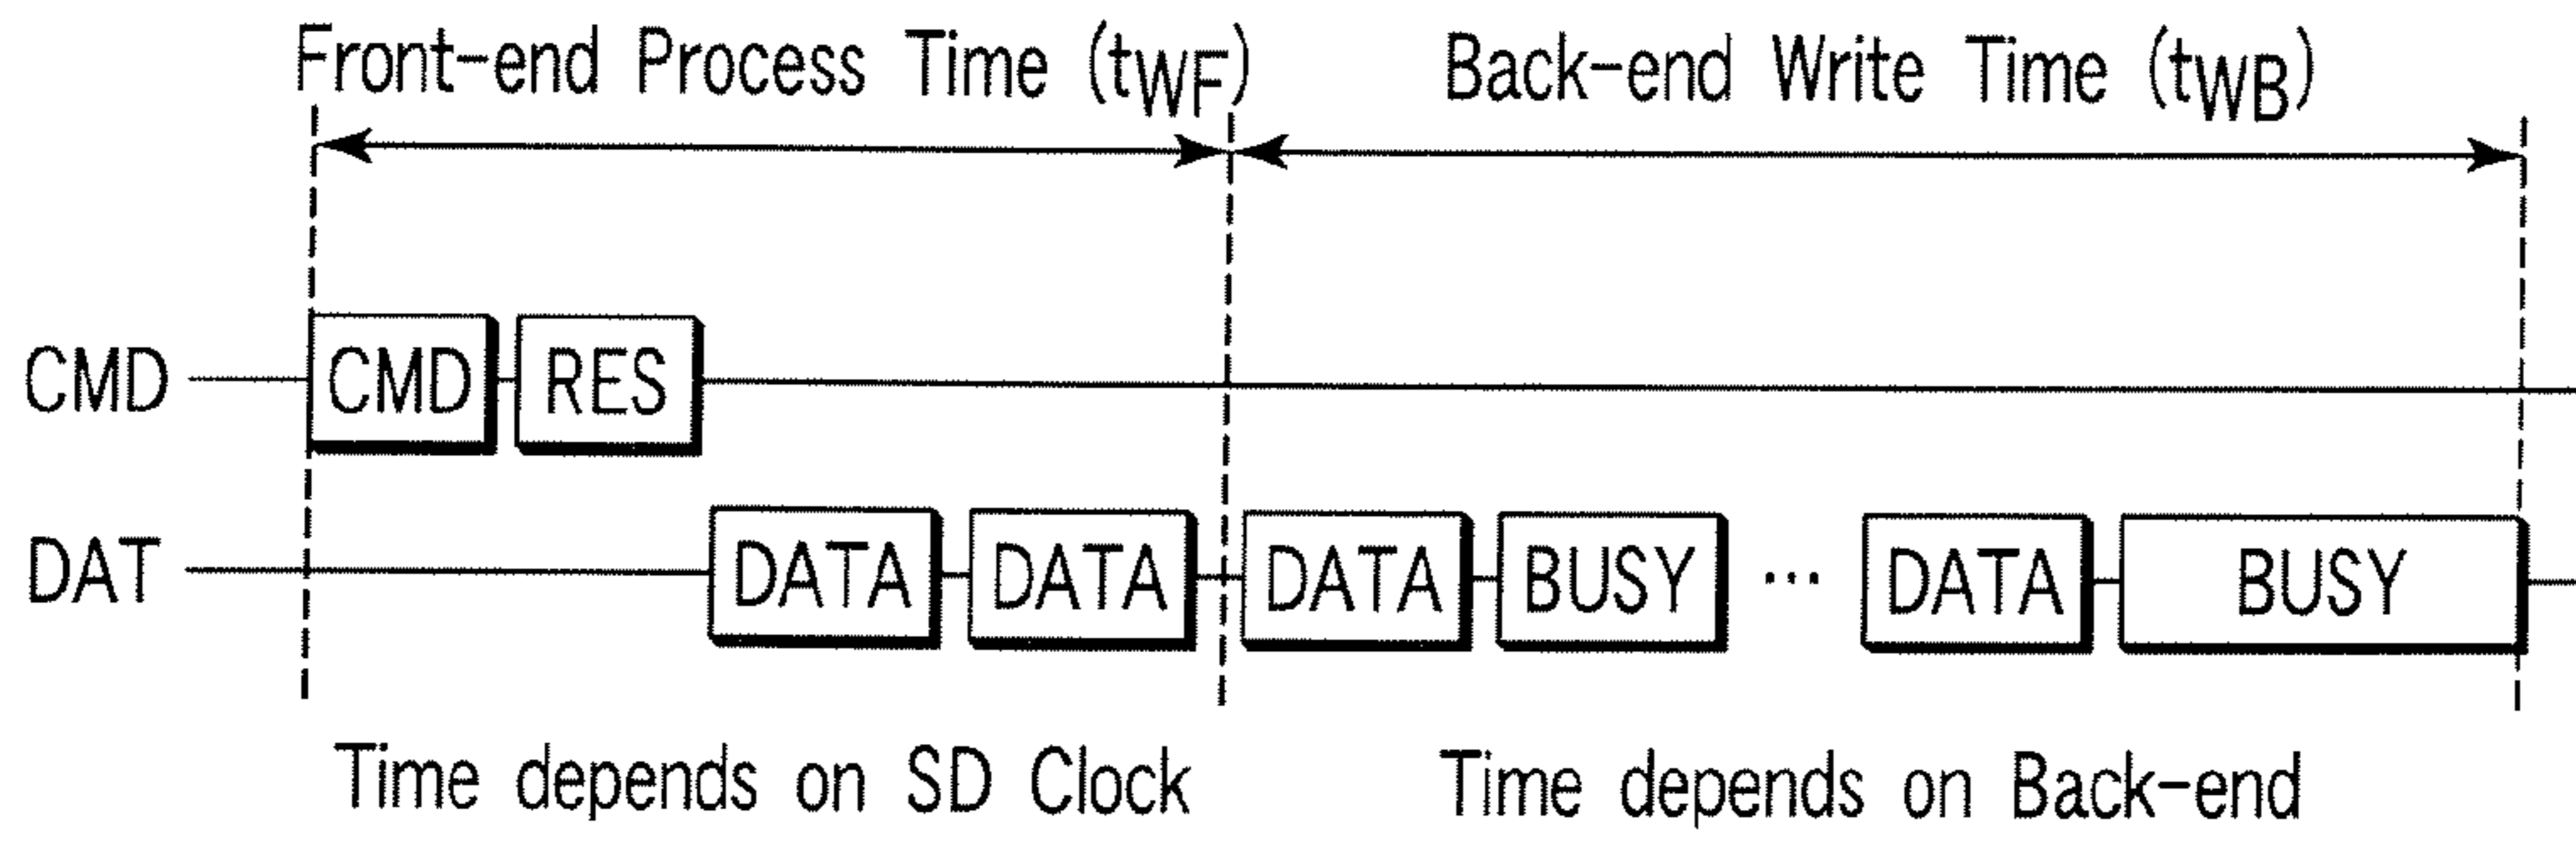 Front-end Process Time (tWF) Back-end Write Time (tWB)
CMD CMD RES
DAT DATA DATA DATA BUSY ... DATA BUSY
Time depends on SD Clock Time depends on Back-end